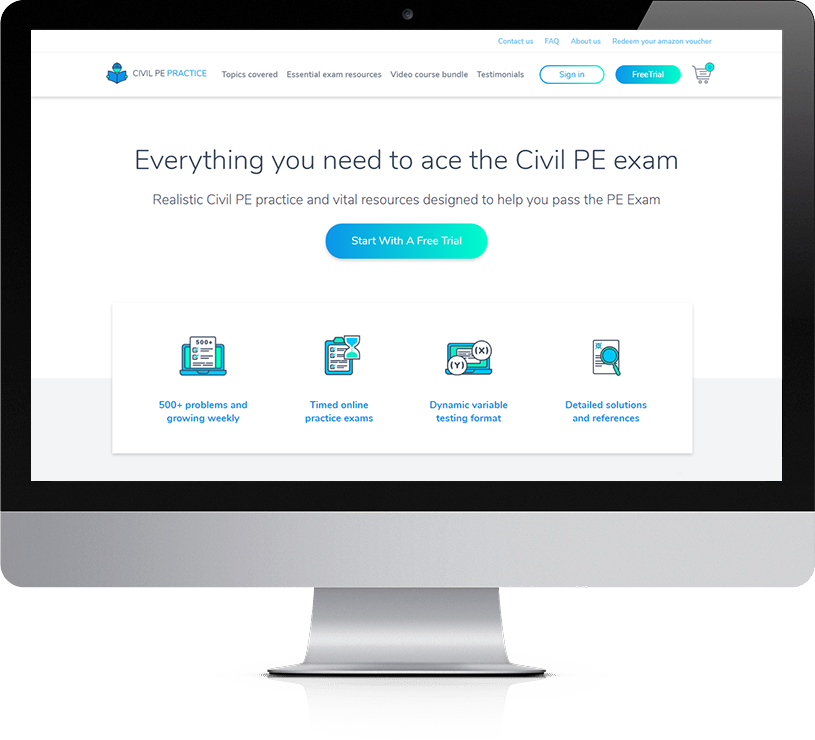 Contact us FAQ About us Redeem your amazon voucher
CIVIL PE PRACTICE Topics covered Essential exam resources Video course bundle Testimonials Sign in FreeTrial 0
Everything you need to ace the Civil PE exam
Realistic Civil PE practice and vital resources designed to help you pass the PE Exam
Start With A Free Trial
500+
(X)
(Y)
500+ problems and
growing weekly
Timed online
practice exams
Dynamic variable
testing format
Detailed solutions
and references